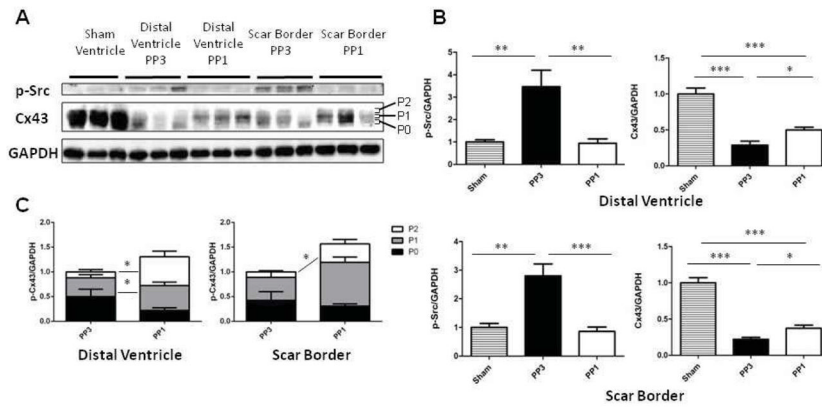 A
Sham
Ventricle
Distal
Ventricle
PP3
Distal
Ventricle
PP1
Scar Border
PP3
Scar Border
PP1
p-Src
Cx43
GAPDH
P2
P1
P0
B
p-Src/GAPDH
5
4
3
2
1
0
** **
Sham PP3 PP1
Cx43/GAPDH
1.5
1.0
0.5
0.0
***
*** *
Sham PP3 PP1
Distal Ventricle
p-Src/GAPDH
4
3
2
1
0
** ***
Sham PP3 PP1
Cx43/GAPDH
1.5
1.0
0.5
0.0
***
*** *
Sham PP3 PP1
Scar Border
C
p-Cx43/GAPDH
2.0
1.5
1.0
0.5
0.0
*
*
PP3 PP1
Distal Ventricle
p-Cx43/GAPDH
2.0
1.5
1.0
0.5
0.0
*
PP3 PP1
Scar Border
P2
P1
P0